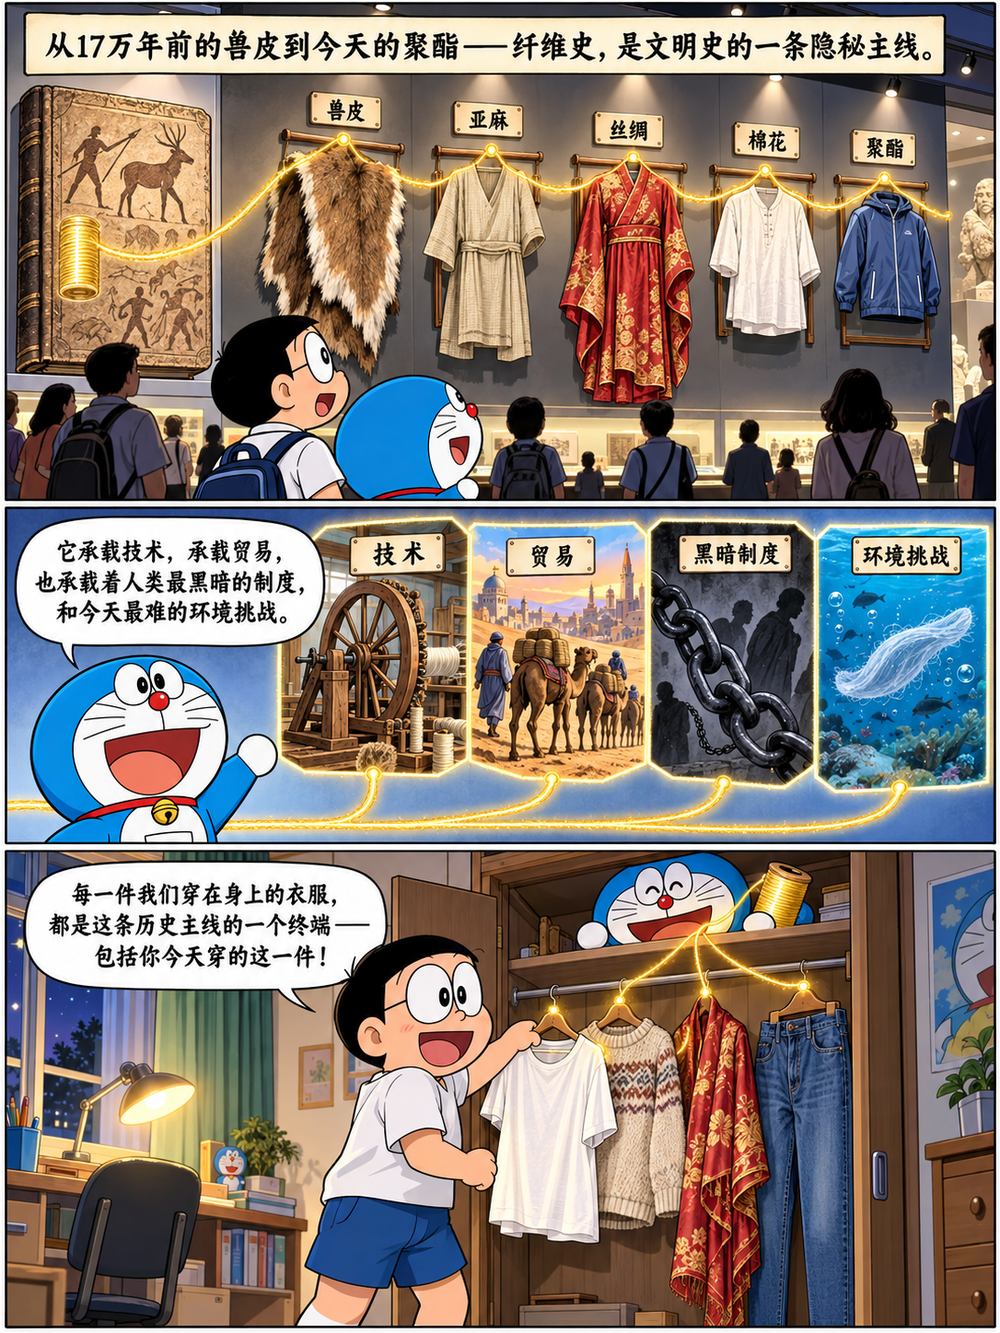 从17万年前的兽皮到今天的聚酯——纤维史，是文明史的一条隐秘主线。
兽皮
亚麻
丝绸
棉花
聚酯
它承载技术，承载贸易，
也承载着人类最黑暗的制度，
和今天最难的环境挑战。
技术
贸易
黑暗制度
环境挑战
每一件我们穿在身上的衣服，
都是这条历史主线的一个终端——
包括你今天穿的这一件！